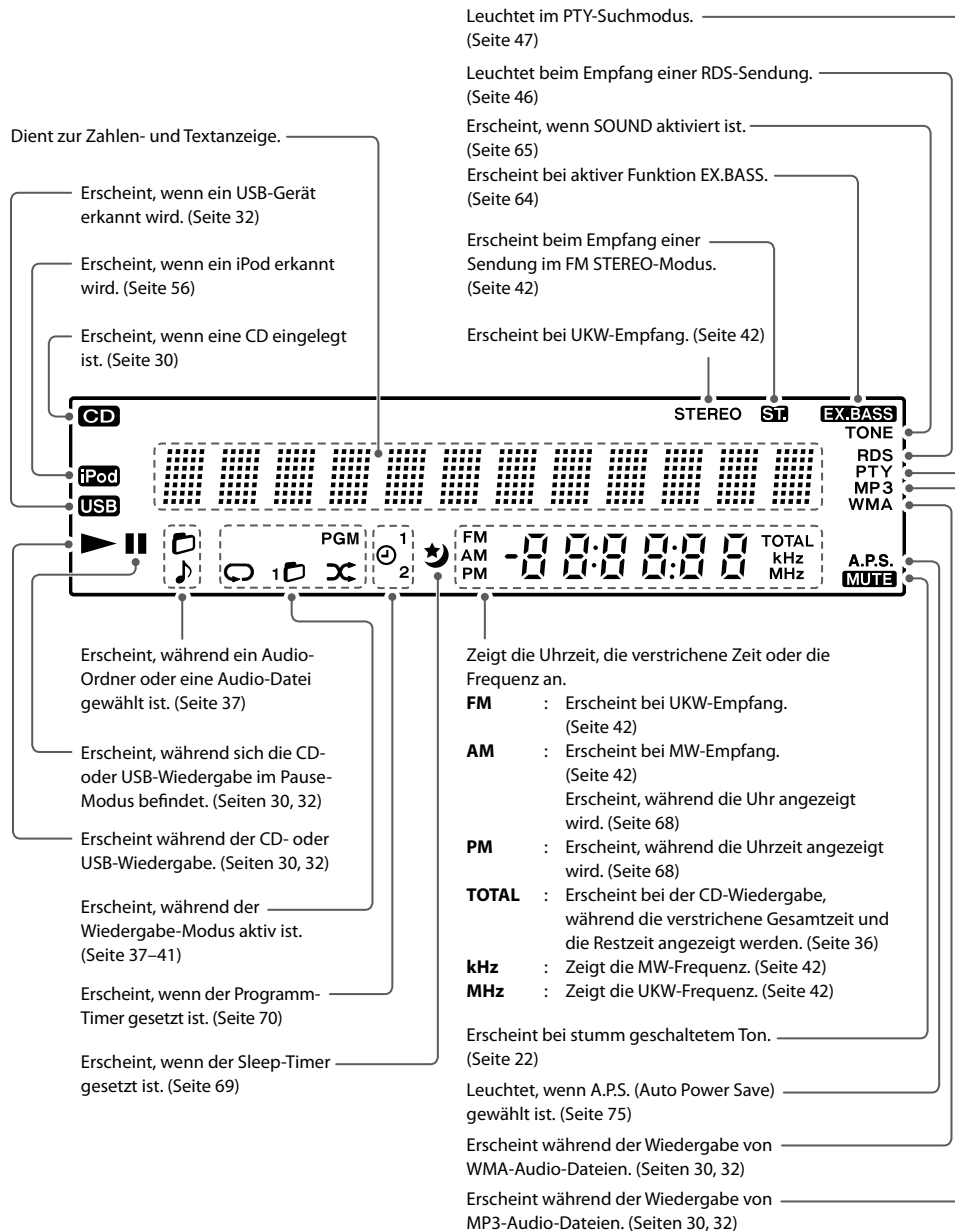 Leuchtet im PTY-Suchmodus.
(Seite 47)
Leuchtet beim Empfang einer RDS-Sendung.
(Seite 46)
Dient zur Zahlen- und Textanzeige.
Erscheint, wenn SOUND aktiviert ist.
(Seite 65)
Erscheint bei aktiver Funktion EX.BASS.
(Seite 64)
Erscheint, wenn ein USB-Gerät
erkannt wird. (Seite 32)
Erscheint beim Empfang einer
Sendung im FM STEREO-Modus.
(Seite 42)
Erscheint, wenn ein iPod erkannt
wird. (Seite 56)
Erscheint, wenn eine CD eingelegt
ist. (Seite 30)
Erscheint bei UKW-Empfang. (Seite 42)
CD
STEREO ST. EX.BASS
TONE
RDS
iPod
PTY
MP3
USB
WMA
PGM
1
1
2
FM
AM
PM
-8 8:8 8:8 8
TOTAL
kHz
MHz
A.P.S.
MUTE
Erscheint, während ein Audio-
Ordner oder eine Audio-Datei
gewählt ist. (Seite 37)
Erscheint, während sich die CD-
oder USB-Wiedergabe im Pause-
Modus befindet. (Seiten 30, 32)
Erscheint während der CD- oder
USB-Wiedergabe. (Seiten 30, 32)
Erscheint, während der
Wiedergabe-Modus aktiv ist.
(Seite 37–41)
Erscheint, wenn der Programm-
Timer gesetzt ist. (Seite 70)
Erscheint, wenn der Sleep-Timer
gesetzt ist. (Seite 69)
Zeigt die Uhrzeit, die verstrichene Zeit oder die
Frequenz an.
FM : Erscheint bei UKW-Empfang.
(Seite 42)
AM : Erscheint bei MW-Empfang.
(Seite 42)
Erscheint, während die Uhr angezeigt
wird. (Seite 68)
PM : Erscheint, während die Uhrzeit angezeigt
wird. (Seite 68)
TOTAL : Erscheint bei der CD-Wiedergabe,
während die verstrichene Gesamtzeit und
die Restzeit angezeigt werden. (Seite 36)
kHz : Zeigt die MW-Frequenz. (Seite 42)
MHz : Zeigt die UKW-Frequenz. (Seite 42)
Erscheint bei stumm geschaltetem Ton.
(Seite 22)
Leuchtet, wenn A.P.S. (Auto Power Save)
gewählt ist. (Seite 75)
Erscheint während der Wiedergabe von
WMA-Audio-Dateien. (Seiten 30, 32)
Erscheint während der Wiedergabe von
MP3-Audio-Dateien. (Seiten 30, 32)